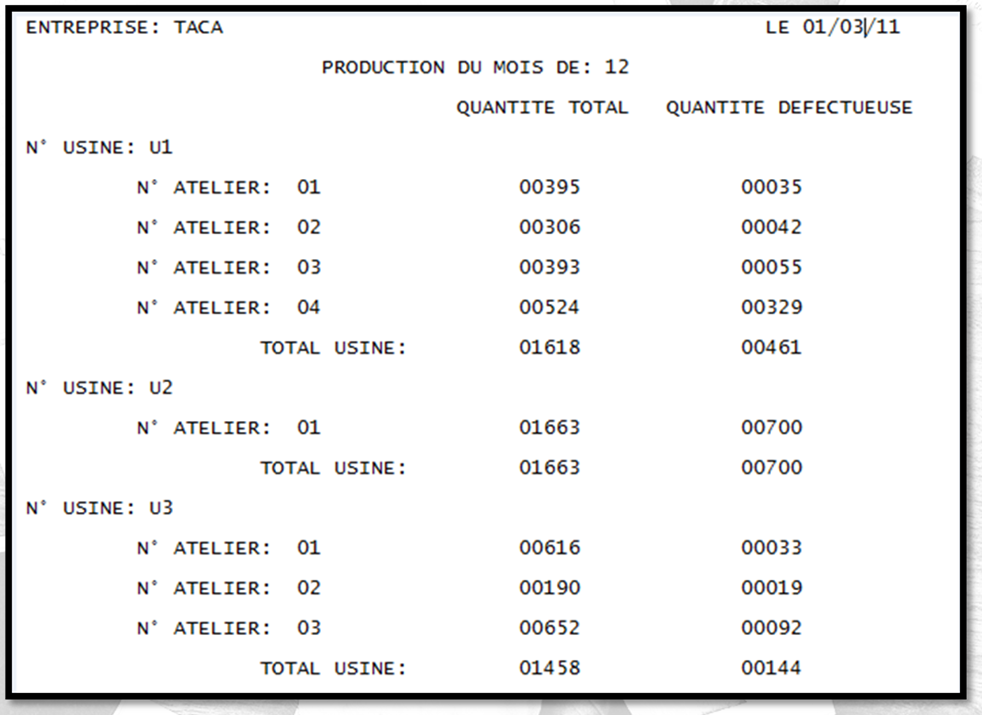 ENTREPRISE: TACA LE 01/03/11
PRODUCTION DU MOIS DE: 12
QUANTITE TOTAL QUANTITE DEFECTUEUSE
N° USINE: U1
N° ATELIER: 01 00395 00035
N° ATELIER: 02 00306 00042
N° ATELIER: 03 00393 00055
N° ATELIER: 04 00524 00329
TOTAL USINE: 01618 00461
N° USINE: U2
N° ATELIER: 01 01663 00700
TOTAL USINE: 01663 00700
N° USINE: U3
N° ATELIER: 01 00616 00033
N° ATELIER: 02 00190 00019
N° ATELIER: 03 00652 00092
TOTAL USINE: 01458 00144